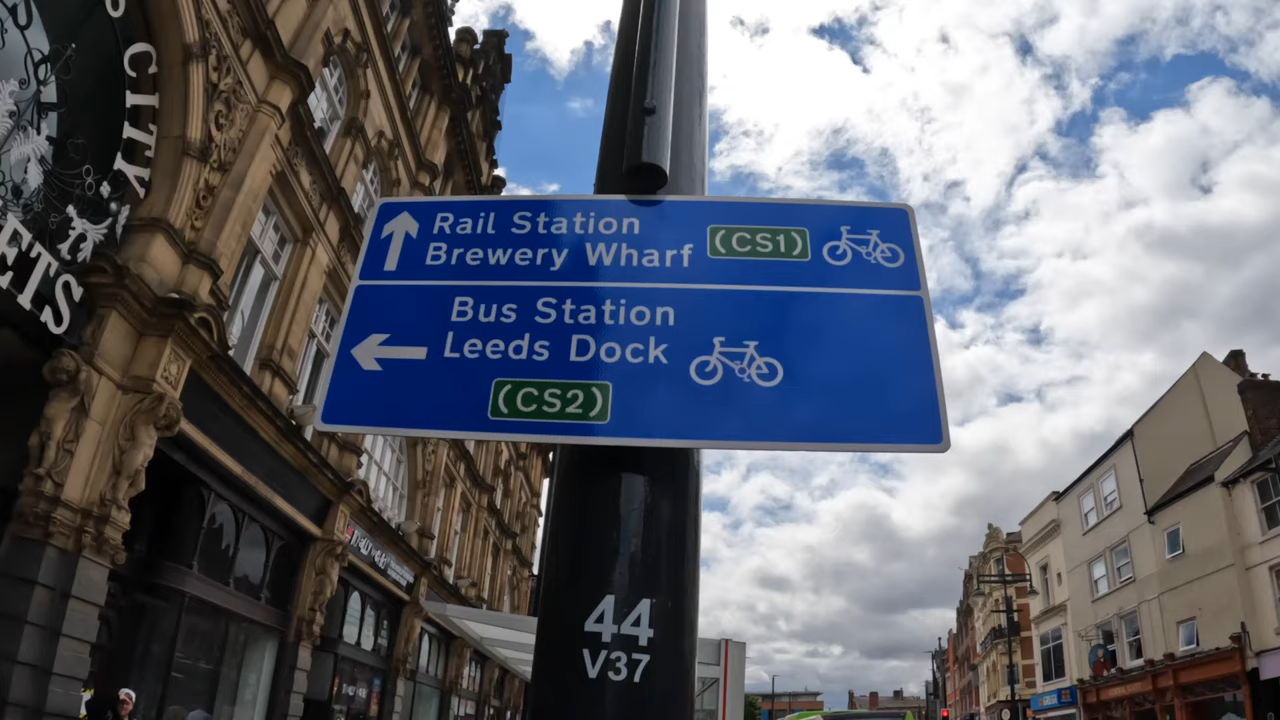 CITY
ETS
Rail Station
Brewery Wharf
(CS1)
Bus Station
Leeds Dock
(CS2)
44
V37